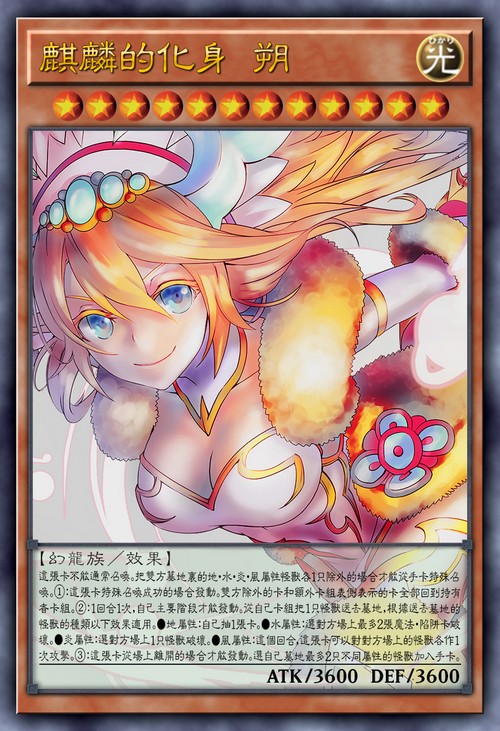 麒麟的化身 朔
ひかり
光
【幻龍族／效果】
這張卡不能通常召喚。把雙方墓地裏的地·水·炎·風屬性怪獸各1只除外的場合才能從手卡特殊召
喚。①:這張卡特殊召喚成功的場合發動。雙方除外的卡和額外卡組表側表示的卡全部回到持有
者卡組。②:1回合1次,自己主要階段才能發動。從自己卡組把1只怪獸送去墓地,根據送去墓地的
怪獸的種類以下效果適用。●地屬性:自己抽1張卡。●水屬性:選對方場上最多2張魔法·陷阱卡破
壞。●炎屬性:選對方場上1只怪獸破壞。●風屬性:這個回合,這張卡可以對對方場上的怪獸各作1
次攻擊。③:這張卡從場上離開的場合才能發動。選自己墓地最多2只不同屬性的怪獸加入手卡。
ATK/3600 DEF/3600